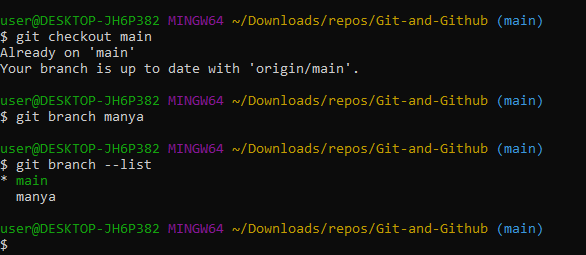 user@DESKTOP-JH6P382 MINGW64 ~/Downloads/repos/Git-and-Github (main)
$ git checkout main
Already on 'main'
Your branch is up to date with 'origin/main'.
user@DESKTOP-JH6P382 MINGW64 ~/Downloads/repos/Git-and-Github (main)
$ git branch manya
user@DESKTOP-JH6P382 MINGW64 ~/Downloads/repos/Git-and-Github (main)
$ git branch --list
* main
  manya
user@DESKTOP-JH6P382 MINGW64 ~/Downloads/repos/Git-and-Github (main)
$